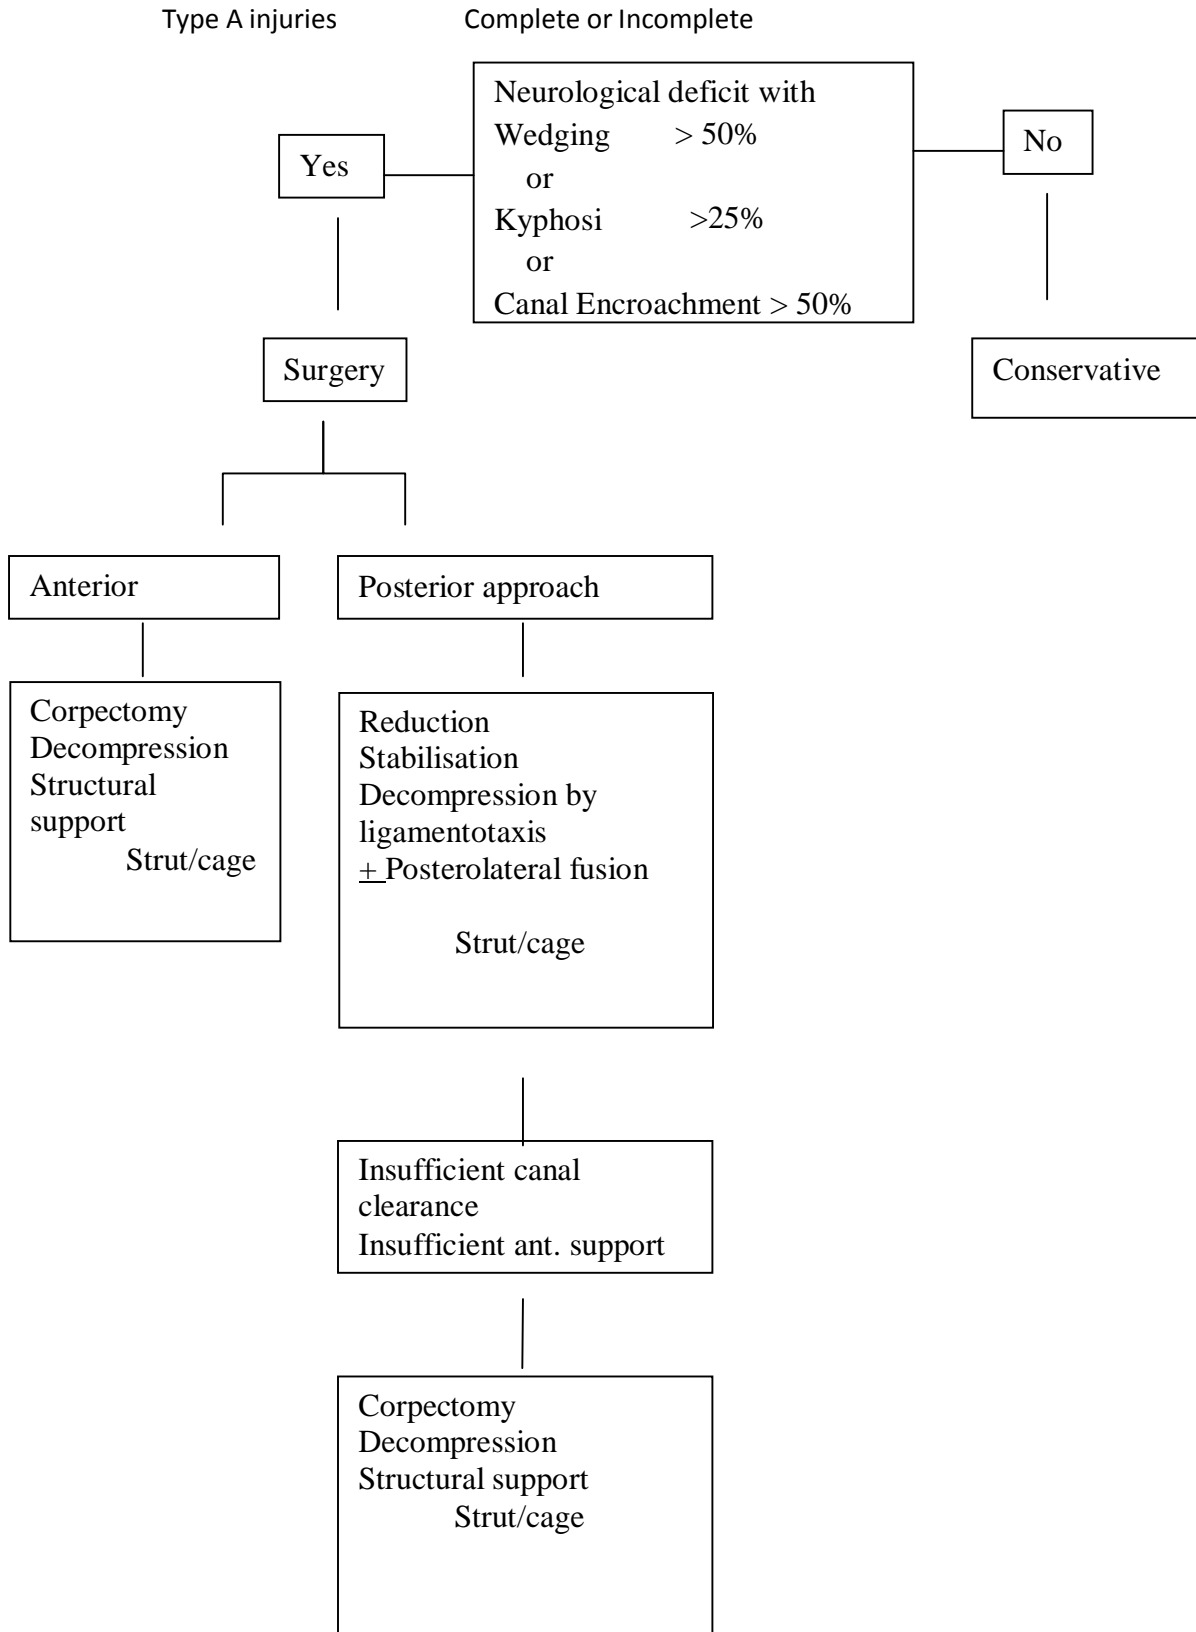 Type A injuries Complete or Incomplete
Neurological deficit with
Wedging > 50%
or
Kyphosi >25%
or
Canal Encroachment > 50%
Yes
No
Surgery
Conservative
Anterior
Posterior approach
Corpectomy
Decompression
Structural
support
Strut/cage
Reduction
Stabilisation
Decompression by
ligamentotaxis
+ Posterolateral fusion
Strut/cage
Insufficient canal
clearance
Insufficient ant. support
Corpectomy
Decompression
Structural support
Strut/cage